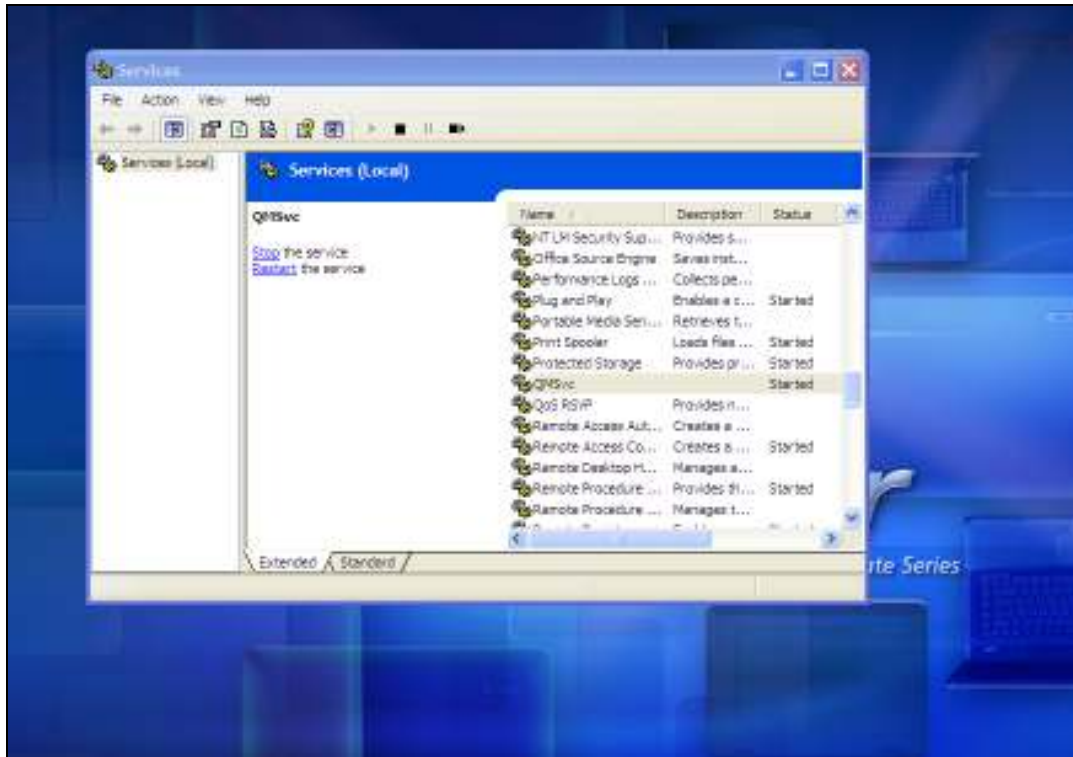 Services
File Action View Help
Services (Local)
Services (Local)
QMSvc
Stop the service
Restart the service
Name Description Status
NT LM Security Sup... Provides s...
Office Source Engine Saves inst...
Performance Logs ... Collects pe...
Plug and Play Enables a c... Started
Portable Media Seri... Retrieves t...
Print Spooler Loads files ... Started
Protected Storage Provides pr... Started
QMSvc Started
QoS RSVP Provides n...
Remote Access Aut... Creates a ...
Remote Access Co... Creates a ... Started
Remote Desktop H... Manages a...
Remote Procedure ... Provides th... Started
Remote Procedure ... Manages t...
Extended Standard
Series